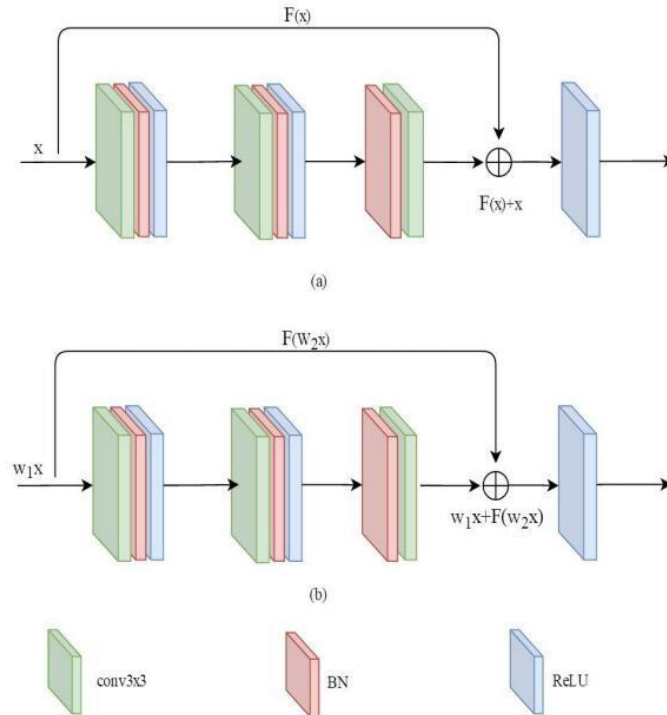 F(x)
x
F(x)+x
(a)
F(W₂x)
w₁x
w₁x+F(w₂x)
(b)
conv3x3
BN
ReLU